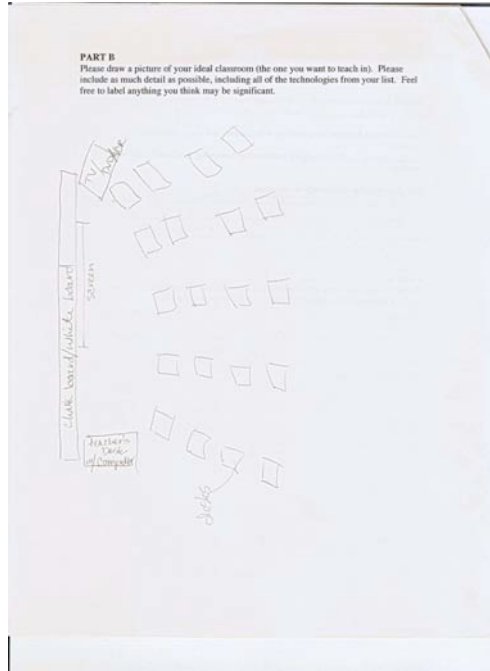 PART B
Please draw a picture of your ideal classroom (the one you want to teach in). Please
include as much detail as possible, including all of the technologies from your list. Feel
free to label anything you think may be significant.
TV/
Screen
Chalk board/White board
teacher's
Desk
w/Computer
desks